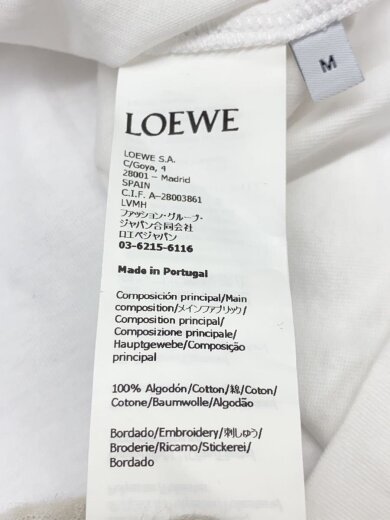 M
LOEWE
LOEWE S.A.
C/Goya, 4
28001 – Madrid
SPAIN
C.I.F. A-28003861
LVMH
ファッション・グループ・
ジャパン合同会社
ロエベジャパン
03-6215-6116
Made in Portugal
Composición principal/Main
composition/メインファブリック/
Composition principal/
Composizione principale/
Hauptgewebe/Composição
principal
100% Algodón/Cotton/綿/Coton/
Cotone/Baumwolle/Algodão
Bordado/Embroidery/刺しゅう/
Broderie/Ricamo/Stickerei/
Bordado